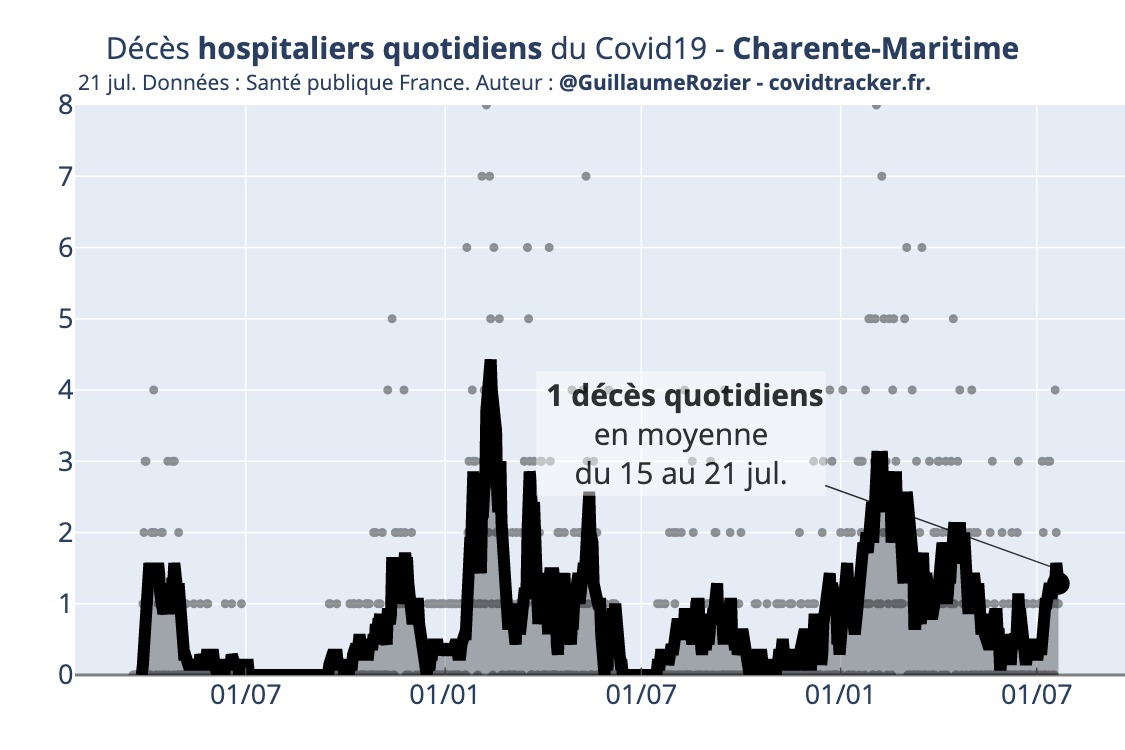 Décès hospitaliers quotidiens du Covid19 - Charente-Maritime
21 jul. Données : Santé publique France. Auteur : @GuillaumeRozier - covidtracker.fr.
8
7
6
5
4
3
2
1
0
1 décès quotidiens
en moyenne
du 15 au 21 jul.
01/07 01/01 01/07 01/01 01/07